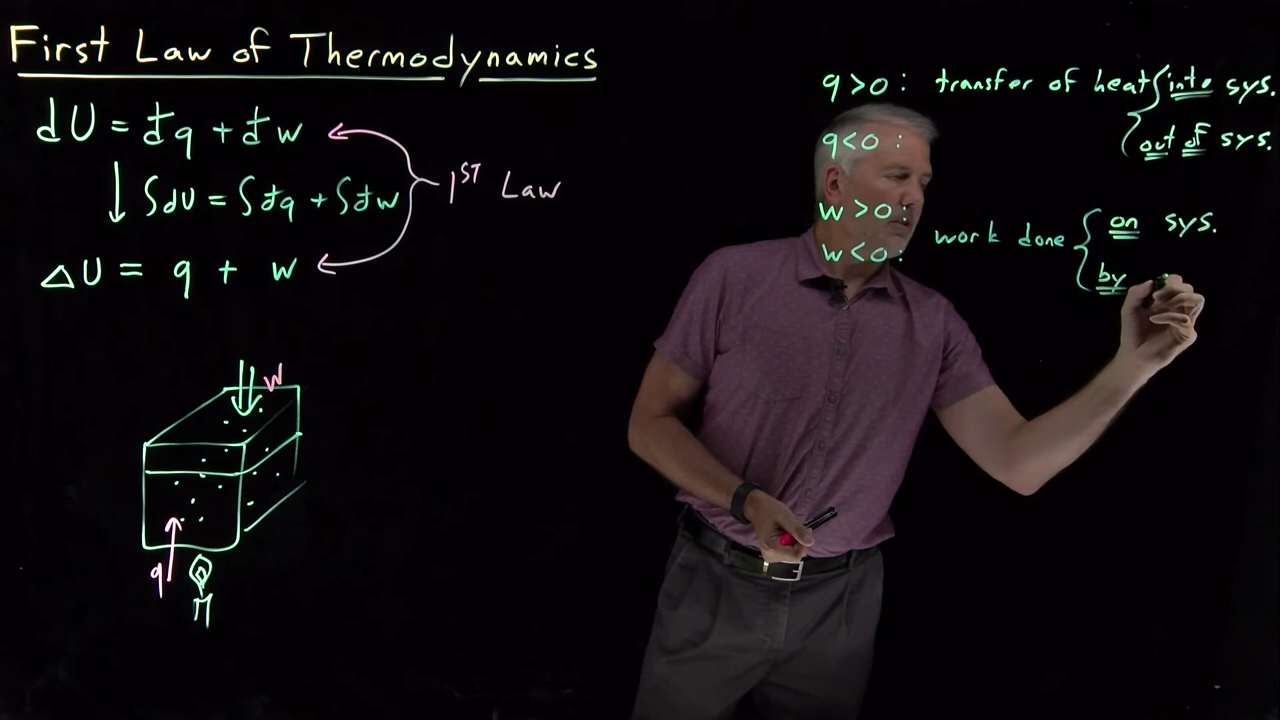 First Law of Thermodynamics
dU = đq + đw
∫dU = ∫đq + ∫đw
1ST Law
ΔU = q + w
w
q
q > 0 : transfer of heat { into sys.
q < 0 : out of sys.
w > 0 : work done { on sys.
w < 0 : by